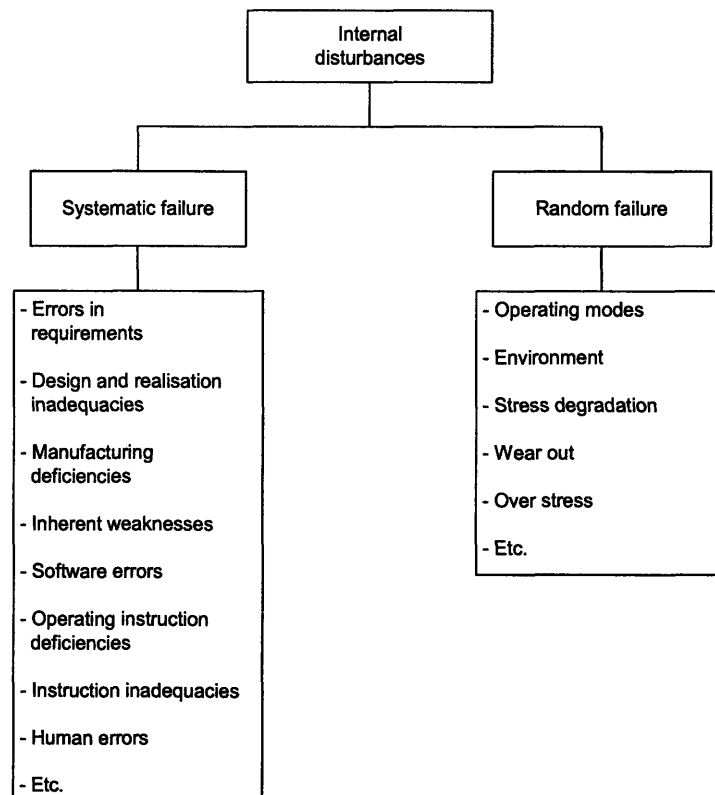 Internal
disturbances
Systematic failure
Random failure
- Errors in
requirements
- Design and realisation
inadequacies
- Manufacturing
deficiencies
- Inherent weaknesses
- Software errors
- Operating instruction
deficiencies
- Instruction inadequacies
- Human errors
- Etc.
- Operating modes
- Environment
- Stress degradation
- Wear out
- Over stress
- Etc.